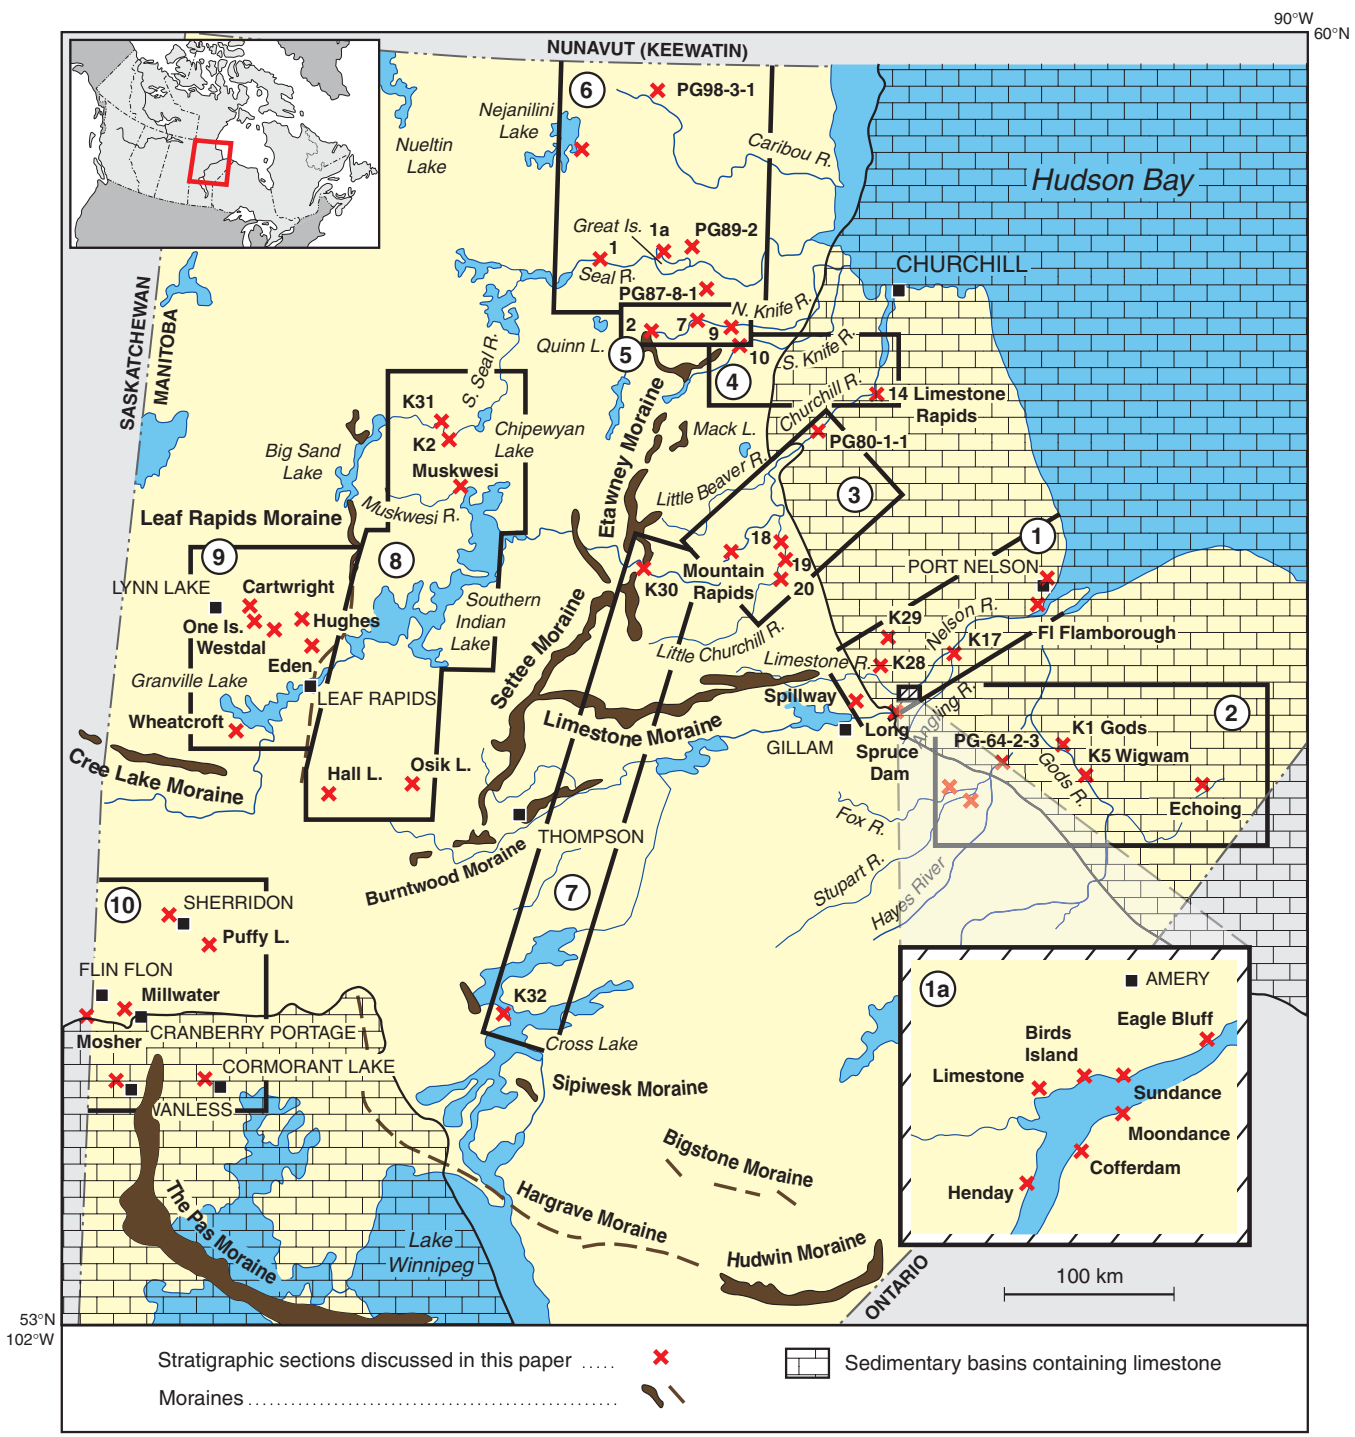 90°W
60°N
NUNAVUT (KEEWATIN)
6
PG98-3-1
Nejanilini
Lake
Nueltin
Lake
Caribou R.
Hudson Bay
Great Is.
1a
PG89-2
1
Seal R.
CHURCHILL
PG87-8-1
N. Knife R.
2
7
9
10
Quinn L.
5
4
S. Knife R.
SASKATCHEWAN
MANITOBA
S. Seal R.
K31
K2
Chipewyan
Lake
Muskwesi
Big Sand
Lake
Muskwesi R.
Etawney Moraine
Mack L.
Churchill R.
14 Limestone
Rapids
PG80-1-1
Little Beaver R.
3
Leaf Rapids Moraine
9
8
1
LYNN LAKE
Cartwright
One Is.
Hughes
Westdal
Eden
Granville Lake
LEAF RAPIDS
Wheatcroft
Southern
Indian
Lake
K30
Mountain
Rapids
18
19
20
Little Churchill R.
PORT NELSON
Nelson R.
K29
K17
FI Flamborough
Limestone R.
K28
Spillway
Settee Moraine
Limestone Moraine
GILLAM
Long
Spruce
Dam
Angling R.
2
PG-64-2-3
K1 Gods
K5 Wigwam
Gods R.
Echoing
Cree Lake Moraine
Hall L.
Osik L.
THOMPSON
Burntwood Moraine
Fox R.
Stupart R.
Hayes River
7
10
SHERRIDON
Puffy L.
FLIN FLON
Millwater
Mosher
CRANBERRY PORTAGE
CORMORANT LAKE
WANLESS
K32
Cross Lake
Sipiwesk Moraine
Bigstone Moraine
Hargrave Moraine
Hudwin Moraine
The Pas Moraine
Lake
Winnipeg
1a
AMERY
Eagle Bluff
Birds
Island
Limestone
Sundance
Moondance
Cofferdam
Henday
100 km
ONTARIO
53°N
102°W
Stratigraphic sections discussed in this paper .....
Sedimentary basins containing limestone
Moraines ....................................................